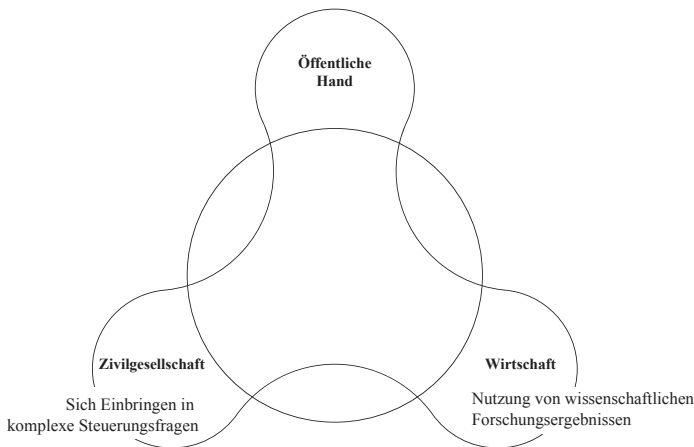 Öffentliche
Hand
Zivilgesellschaft
Sich Einbringen in
komplexe Steuerungsfragen
Wirtschaft
Nutzung von wissenschaftlichen
Forschungsergebnissen